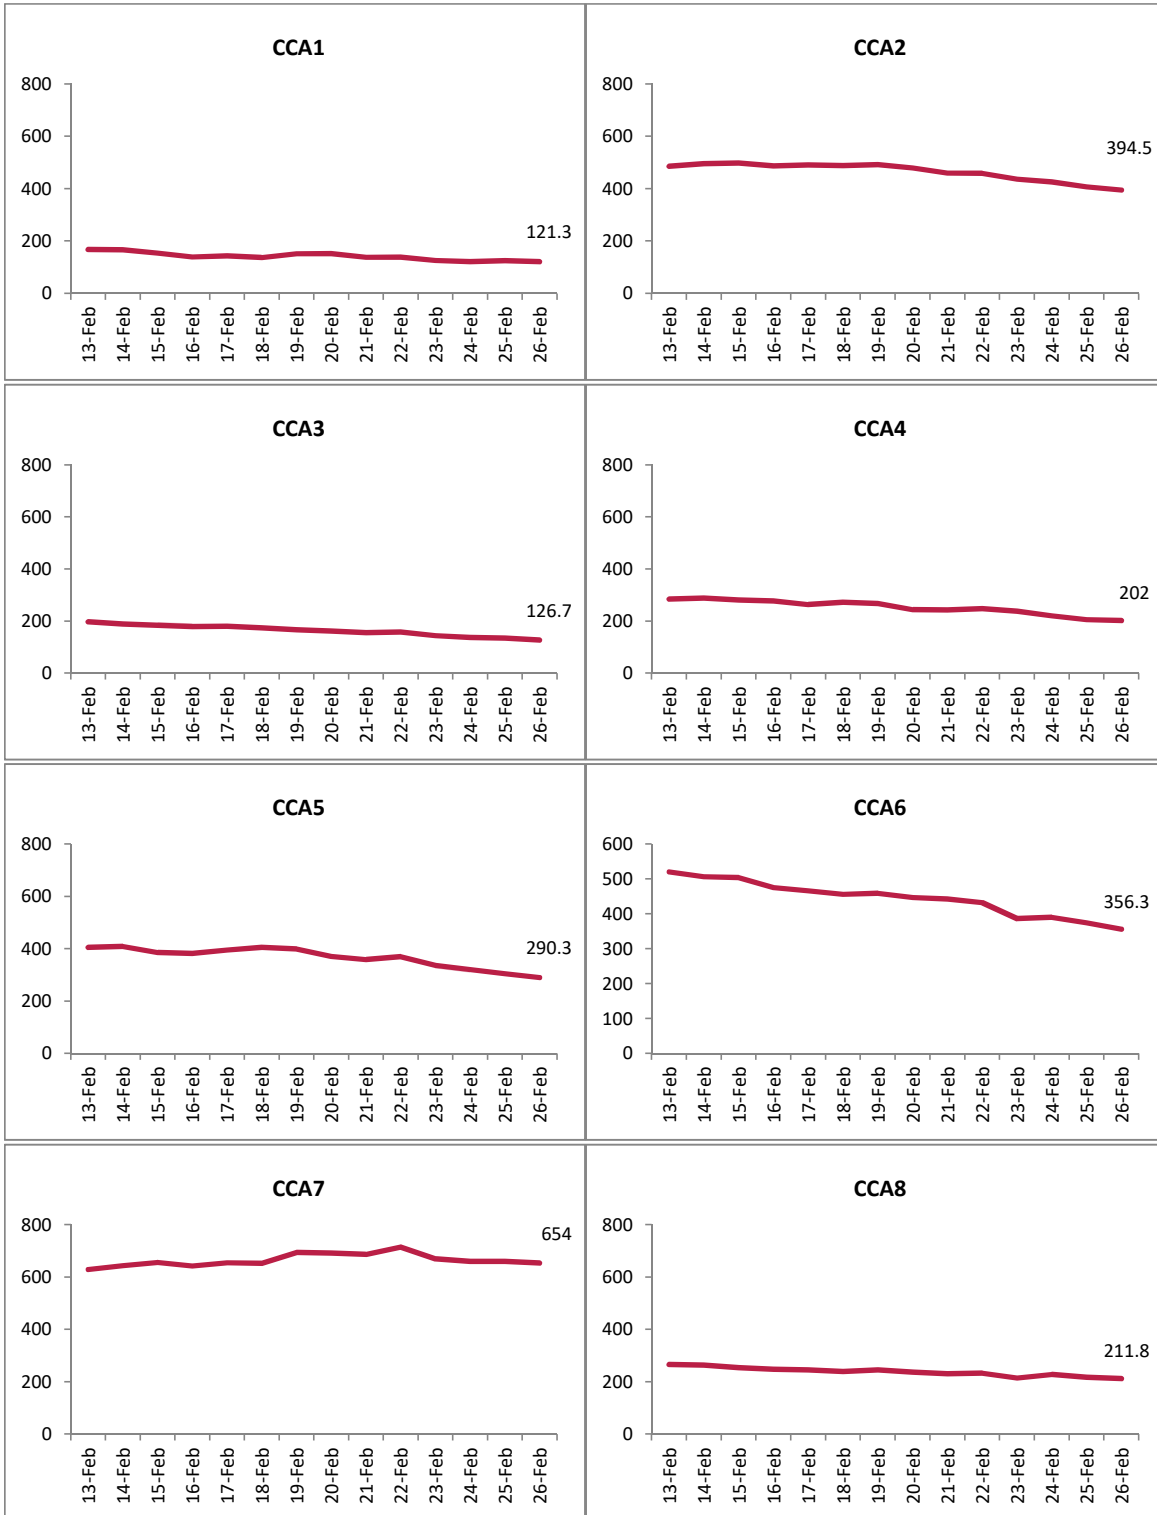 CCA1
800
600
400
200
0
121.3
13-Feb
14-Feb
15-Feb
16-Feb
17-Feb
18-Feb
19-Feb
20-Feb
21-Feb
22-Feb
23-Feb
24-Feb
25-Feb
26-Feb
CCA2
800
600
400
200
0
394.5
13-Feb
14-Feb
15-Feb
16-Feb
17-Feb
18-Feb
19-Feb
20-Feb
21-Feb
22-Feb
23-Feb
24-Feb
25-Feb
26-Feb
CCA3
800
600
400
200
0
126.7
13-Feb
14-Feb
15-Feb
16-Feb
17-Feb
18-Feb
19-Feb
20-Feb
21-Feb
22-Feb
23-Feb
24-Feb
25-Feb
26-Feb
CCA4
800
600
400
200
0
202
13-Feb
14-Feb
15-Feb
16-Feb
17-Feb
18-Feb
19-Feb
20-Feb
21-Feb
22-Feb
23-Feb
24-Feb
25-Feb
26-Feb
CCA5
800
600
400
200
0
290.3
13-Feb
14-Feb
15-Feb
16-Feb
17-Feb
18-Feb
19-Feb
20-Feb
21-Feb
22-Feb
23-Feb
24-Feb
25-Feb
26-Feb
CCA6
600
500
400
300
200
100
0
356.3
13-Feb
14-Feb
15-Feb
16-Feb
17-Feb
18-Feb
19-Feb
20-Feb
21-Feb
22-Feb
23-Feb
24-Feb
25-Feb
26-Feb
CCA7
800
600
400
200
0
654
13-Feb
14-Feb
15-Feb
16-Feb
17-Feb
18-Feb
19-Feb
20-Feb
21-Feb
22-Feb
23-Feb
24-Feb
25-Feb
26-Feb
CCA8
800
600
400
200
0
211.8
13-Feb
14-Feb
15-Feb
16-Feb
17-Feb
18-Feb
19-Feb
20-Feb
21-Feb
22-Feb
23-Feb
24-Feb
25-Feb
26-Feb